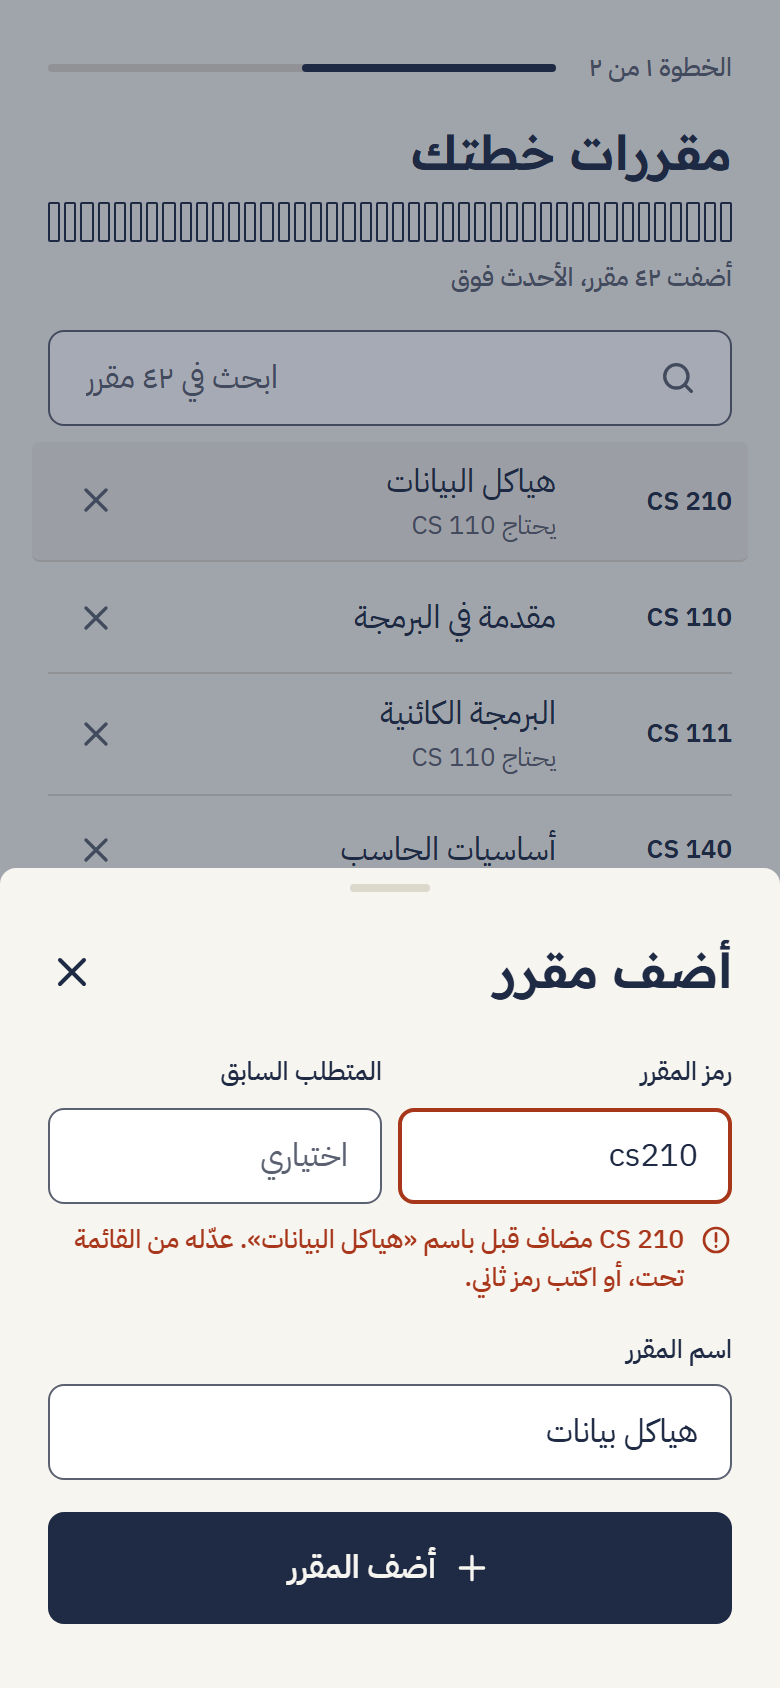 الخطوة ١ من ٢
مقررات خطتك
أضفت ٤٢ مقرر، الأحدث فوق
ابحث في ٤٢ مقرر
CS 210
هياكل البيانات
يحتاج CS 110
CS 110
مقدمة في البرمجة
CS 111
البرمجة الكائنية
يحتاج CS 110
CS 140
أساسيات الحاسب
أضف مقرر
رمز المقرر
المتطلب السابق
cs210
اختياري
CS 210 مضاف قبل باسم «هياكل البيانات». عدّله من القائمة
تحت، أو اكتب رمز ثاني.
اسم المقرر
هياكل بيانات
أضف المقرر